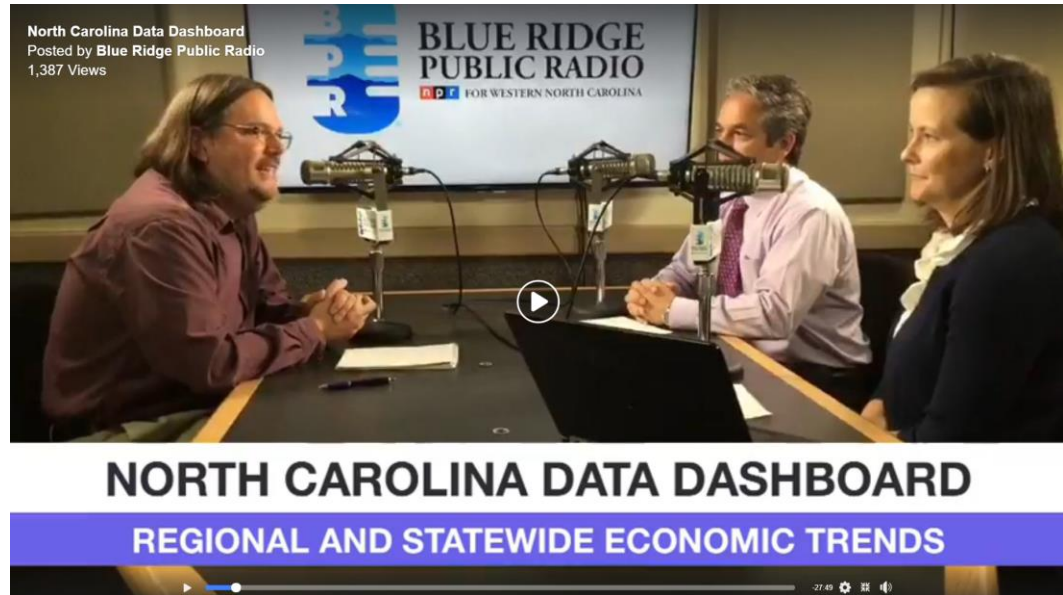 North Carolina Data Dashboard
Posted by Blue Ridge Public Radio
1,387 Views
BPR
BLUE RIDGE
PUBLIC RADIO
npr FOR WESTERN NORTH CAROLINA
NORTH CAROLINA DATA DASHBOARD
REGIONAL AND STATEWIDE ECONOMIC TRENDS
-27:49